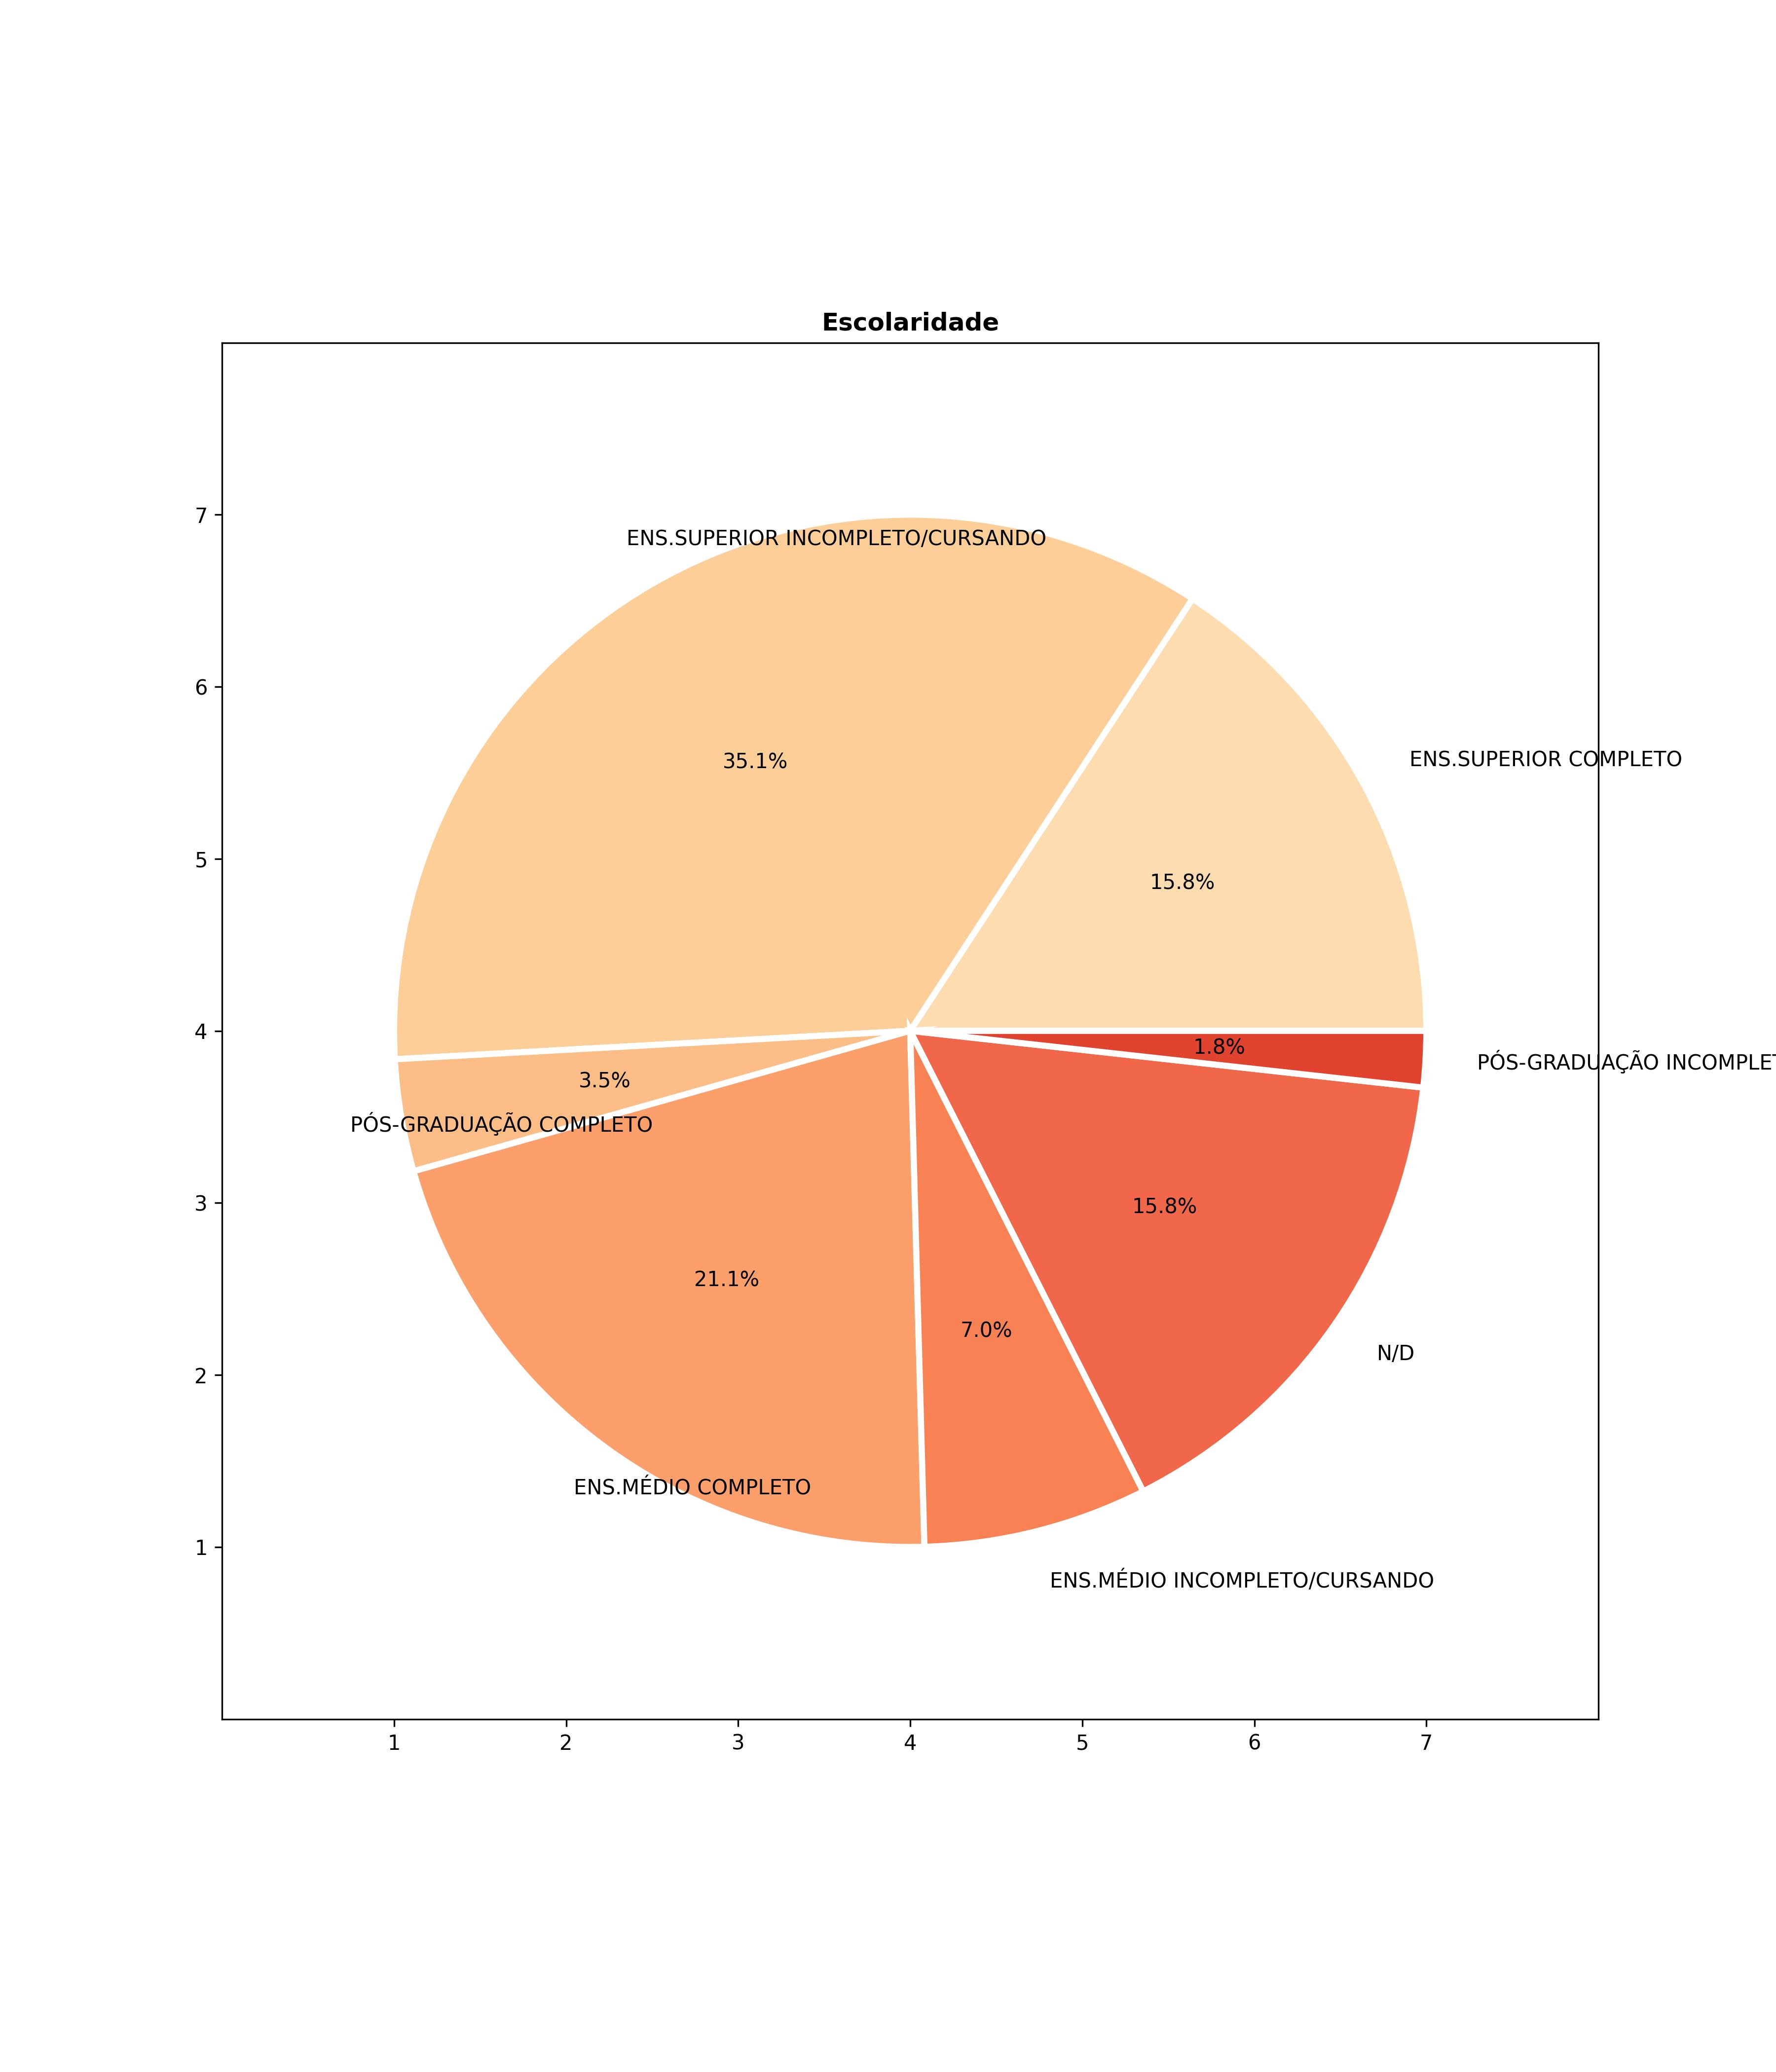 Escolaridade
7
ENS.SUPERIOR INCOMPLETO/CURSANDO
6
35.1%
ENS.SUPERIOR COMPLETO
5
15.8%
4
1.8%
PÓS-GRADUAÇÃO INCOMPLET
3.5%
PÓS-GRADUAÇÃO COMPLETO
3
15.8%
21.1%
7.0%
N/D
2
ENS.MÉDIO COMPLETO
1
ENS.MÉDIO INCOMPLETO/CURSANDO
1 2 3 4 5 6 7